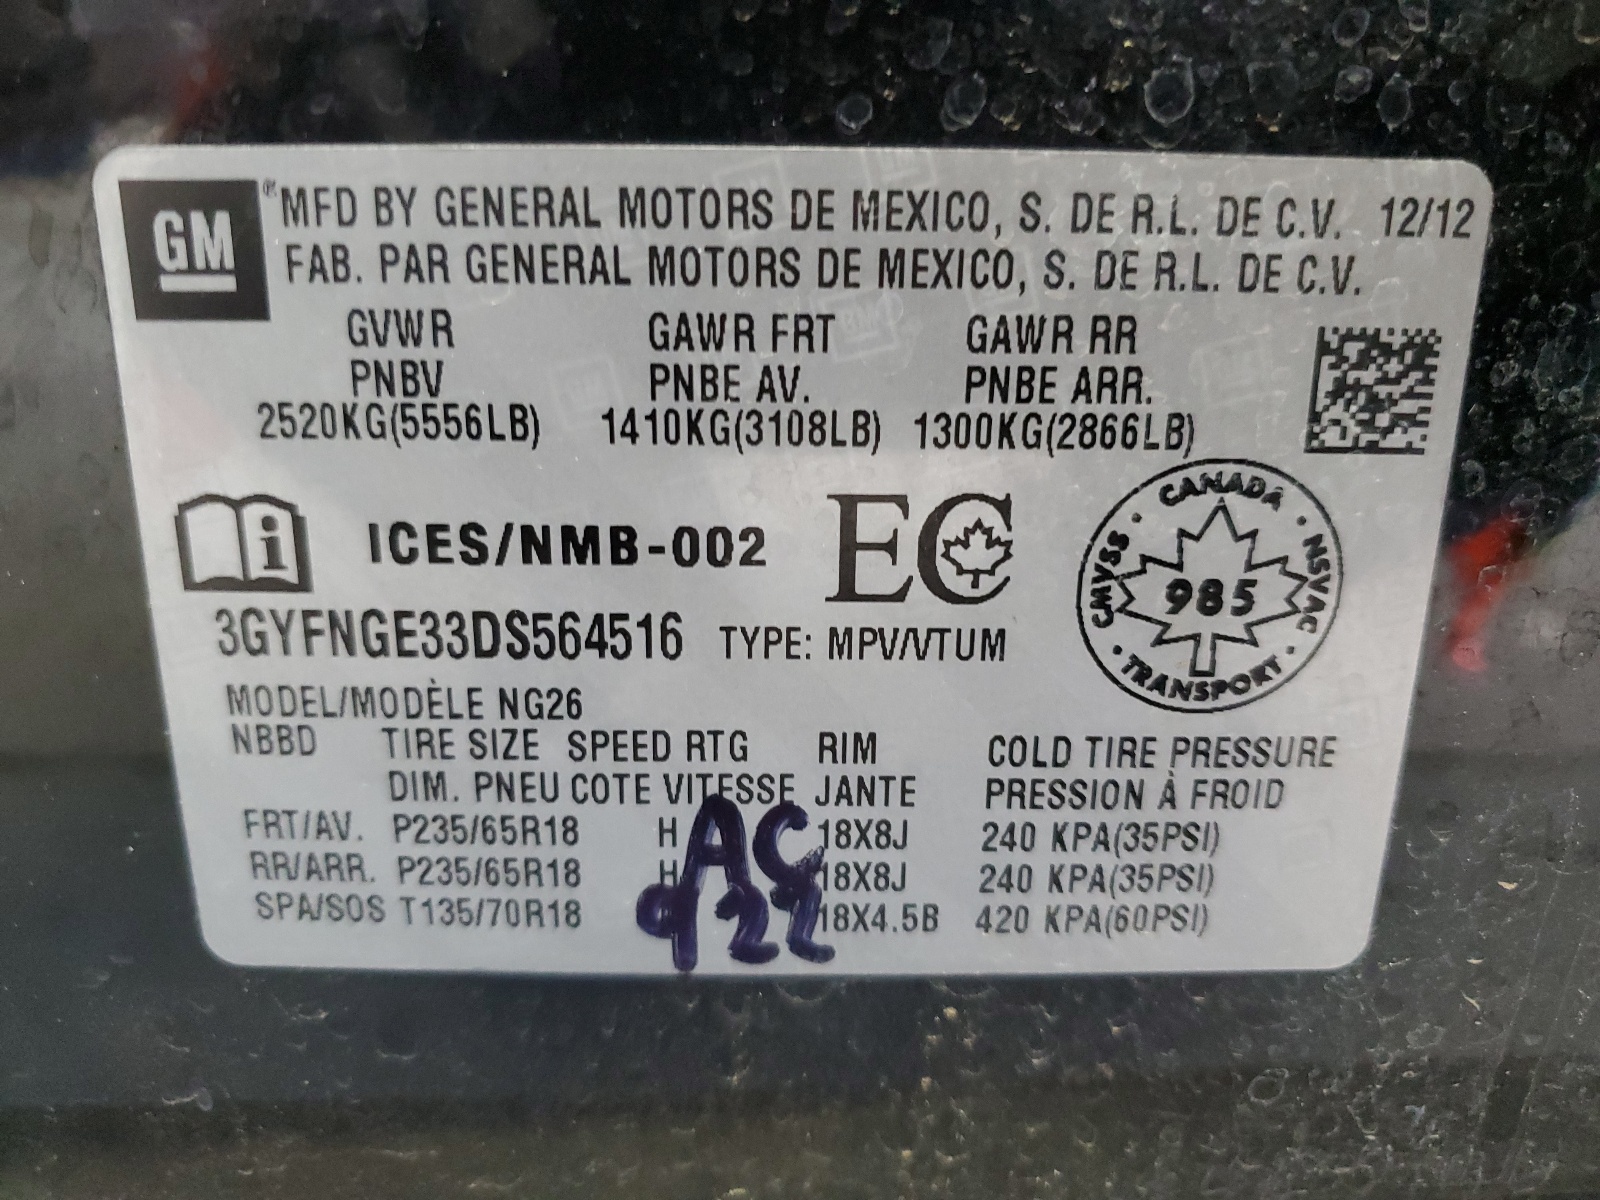 GM ® MFD BY GENERAL MOTORS DE MEXICO, S. DE R.L. DE C.V. 12/12
FAB. PAR GENERAL MOTORS DE MEXICO, S. DE R.L. DE C.V.
GVWR GAWR FRT GAWR RR
PNBV PNBE AV. PNBE ARR.
2520KG(5556LB) 1410KG(3108LB) 1300KG(2866LB)
i ICES/NMB-002 EC
CANADA CMVSS NSVAC 985 TRANSPORT
3GYFNGE33DS564516 TYPE: MPV/VTUM
MODEL/MODÈLE NG26
NBBD TIRE SIZE SPEED RTG RIM COLD TIRE PRESSURE
DIM. PNEU COTE VITESSE JANTE PRESSION À FROID
FRT/AV. P235/65R18 H AC 18X8J 240 KPA(35PSI)
RR/ARR. P235/65R18 H 18X8J 240 KPA(35PSI)
SPA/SOS T135/70R18 922 18X4.5B 420 KPA(60PSI)